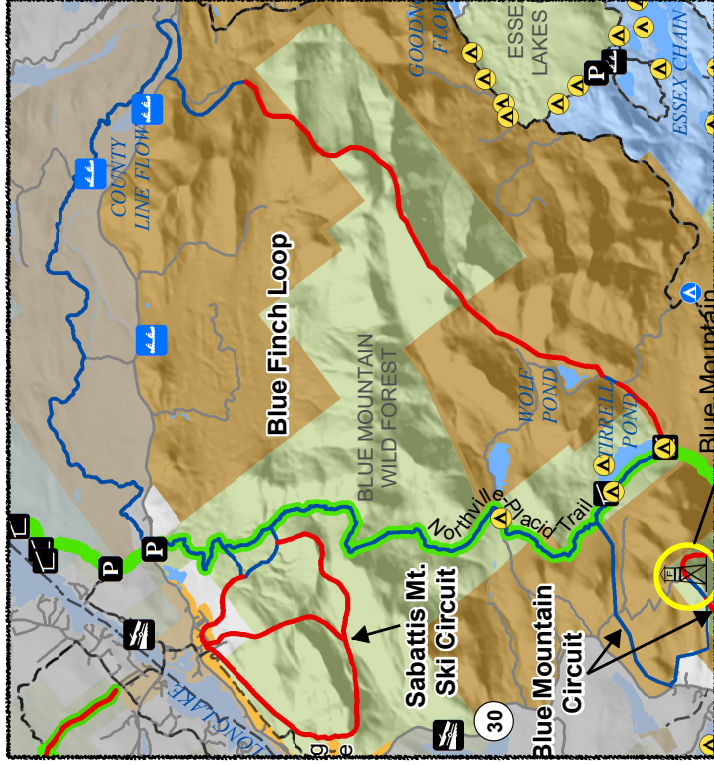 GOODN
FLOW
ESSE
LAKES
P
ESSEX CHAIN
COUNTY
LINE FLOW
Blue Finch Loop
BLUE MOUNTAIN
WILD FOREST
WOLF
POND
TIRRELL
POND
Northville-Placid Trail
P
P
Sabattis Mt.
Ski Circuit
LONG LAKE
30
Blue Mountain
Circuit
Blue Mountain
F
g
e